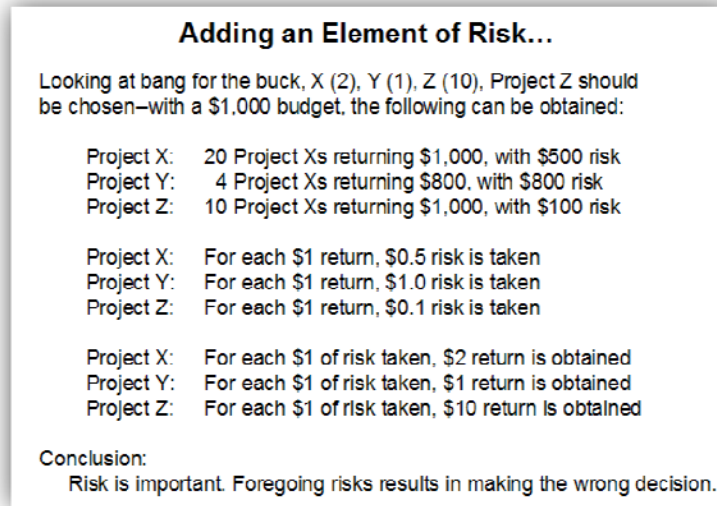 Adding an Element of Risk...
Looking at bang for the buck, X (2), Y (1), Z (10), Project Z should
be chosen–with a $1,000 budget, the following can be obtained:
Project X: 20 Project Xs returning $1,000, with $500 risk
Project Y: 4 Project Xs returning $800, with $800 risk
Project Z: 10 Project Xs returning $1,000, with $100 risk
Project X: For each $1 return, $0.5 risk is taken
Project Y: For each $1 return, $1.0 risk is taken
Project Z: For each $1 return, $0.1 risk is taken
Project X: For each $1 of risk taken, $2 return is obtained
Project Y: For each $1 of risk taken, $1 return is obtained
Project Z: For each $1 of risk taken, $10 return is obtained
Conclusion:
Risk is important. Foregoing risks results in making the wrong decision.